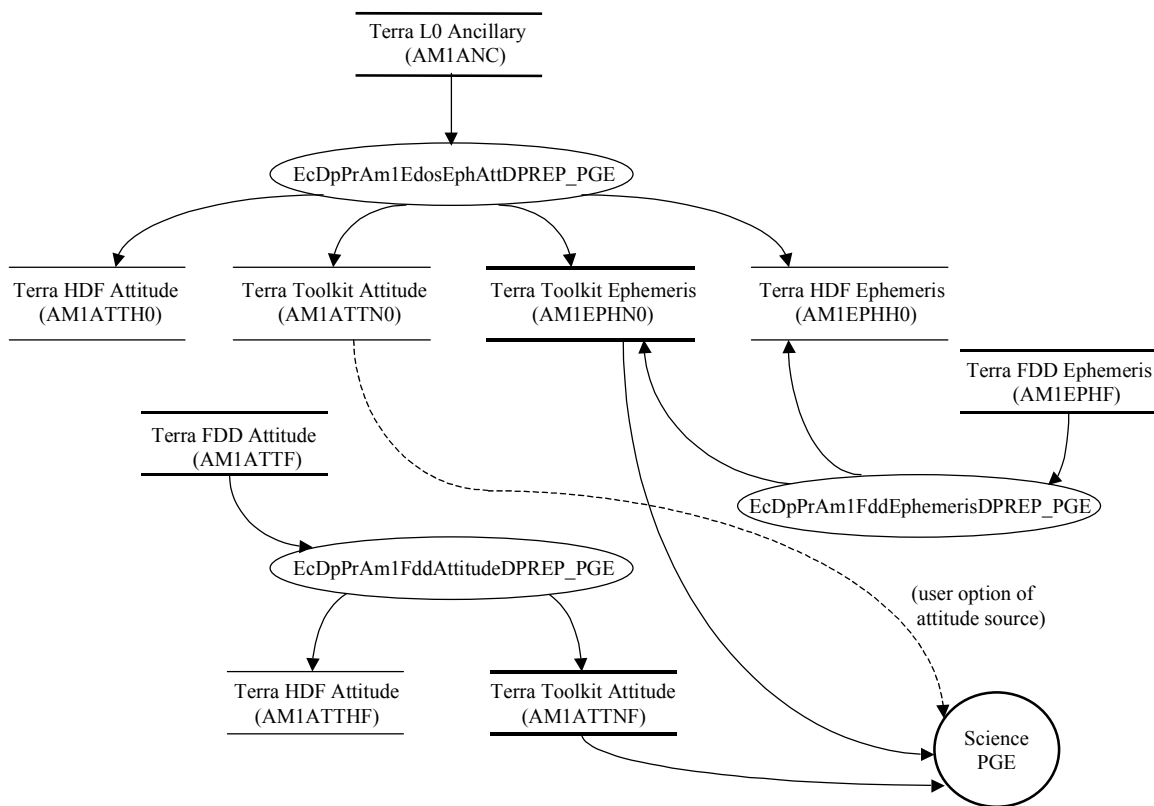 Terra L0 Ancillary
(AM1ANC)
EcDpPrAm1EdosEphAttDPREP_PGE
Terra HDF Attitude
(AM1ATTH0)
Terra Toolkit Attitude
(AM1ATTN0)
Terra Toolkit Ephemeris
(AM1EPHN0)
Terra HDF Ephemeris
(AM1EPHH0)
Terra FDD Ephemeris
(AM1EPHF)
Terra FDD Attitude
(AM1ATTF)
EcDpPrAm1FddEphemerisDPREP_PGE
EcDpPrAm1FddAttitudeDPREP_PGE
(user option of
attitude source)
Terra HDF Attitude
(AM1ATTHF)
Terra Toolkit Attitude
(AM1ATTNF)
Science
PGE